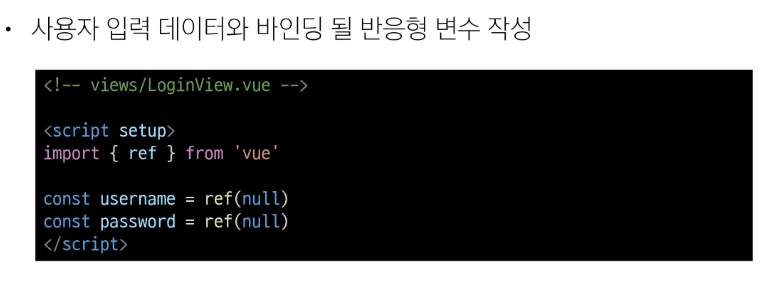 • 사용자 입력 데이터와 바인딩 될 반응형 변수 작성
<!-- views/LoginView.vue -->
<script setup>
import { ref } from 'vue'
const username = ref(null)
const password = ref(null)
</script>